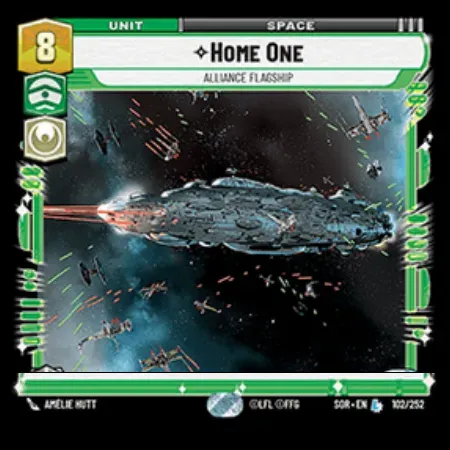 UNIT SPACE
8
HOME ONE
ALLIANCE FLAGSHIP
AMÉLIE HUTT ©LFL ©FFG SOR • EN L 102/252